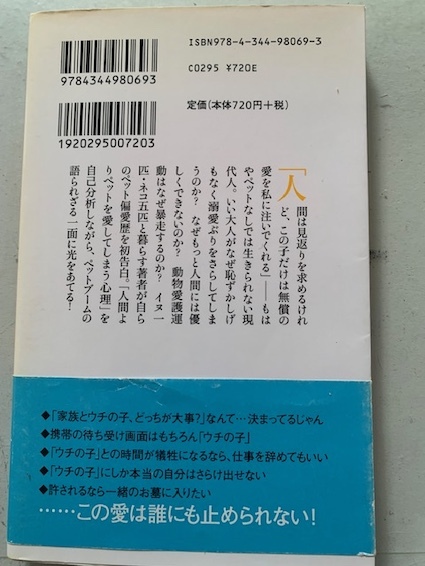 9784344980693
1920295007203
ISBN978-4-344-98069-3
C0295 ¥720E
定価(本体720円+税)
「人間は見返りを求めるけれ
ど、この子だけは無償の
愛を私に注いでくれる」――もは
やペットなしでは生きられない現
代人。いい大人がなぜ恥ずかしげ
もなく溺愛ぶりをさらしてしま
うのか? なぜもっと人間には優
しくできないのか? 動物愛護運
動はなぜ暴走するのか? イヌ一
匹・ネコ五匹と暮らす著者が自ら
のペット偏愛歴を初告白。「人間よ
りペットを愛してしまう心理」を
自己分析しながら、ペットブームの
語られざる一面に光をあてる!
◆「家族とウチの子、どっちが大事?」なんて…決まってるじゃん
◆携帯の待ち受け画面はもちろん「ウチの子」
◆「ウチの子」との時間が犠牲になるなら、仕事を辞めてもいい
◆「ウチの子」にしか本当の自分はさらけ出せない
◆許されるなら一緒のお墓に入りたい
……この愛は誰にも止められない!